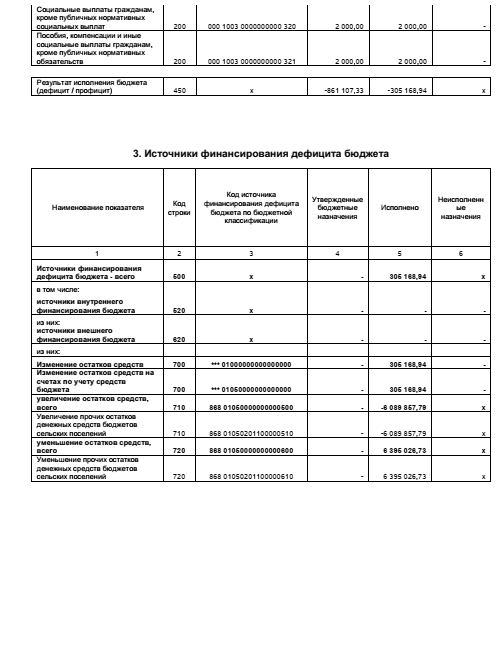 Социальные выплаты гражданам,
кроме публичных нормативных
социальных выплат 200 000 1003 0000000000 320 2 000,00 2 000,00 -
Пособия, компенсации и иные
социальные выплаты гражданам,
кроме публичных нормативных
обязательств 200 000 1003 0000000000 321 2 000,00 2 000,00 -
Результат исполнения бюджета
(дефицит / профицит) 450 x -861 107,33 -305 168,94 x
3. Источники финансирования дефицита бюджета
Наименование показателя Код строки Код источника финансирования дефицита бюджета по бюджетной классификации Утвержденные бюджетные назначения Исполнено Неисполненн ые назначения
1 2 3 4 5 6
Источники финансирования
дефицита бюджета - всего 500 x - 305 168,94 x
в том числе:
источники внутреннего
финансирования бюджета 520 x - - -
из них:
источники внешнего
финансирования бюджета 620 x - - -
из них:
Изменение остатков средств 700 *** 01000000000000000 - 305 168,94 -
Изменение остатков средств на
счетах по учету средств
бюджета 700 *** 01050000000000000 - 305 168,94 -
увеличение остатков средств,
всего 710 868 01050000000000500 - -6 089 857,79 x
Увеличение прочих остатков
денежных средств бюджетов
сельских поселений 710 868 01050201100000510 - -6 089 857,79 x
уменьшение остатков средств,
всего 720 868 01050000000000600 - 6 395 026,73 x
Уменьшение прочих остатков
денежных средств бюджетов
сельских поселений 720 868 01050201100000610 - 6 395 026,73 x